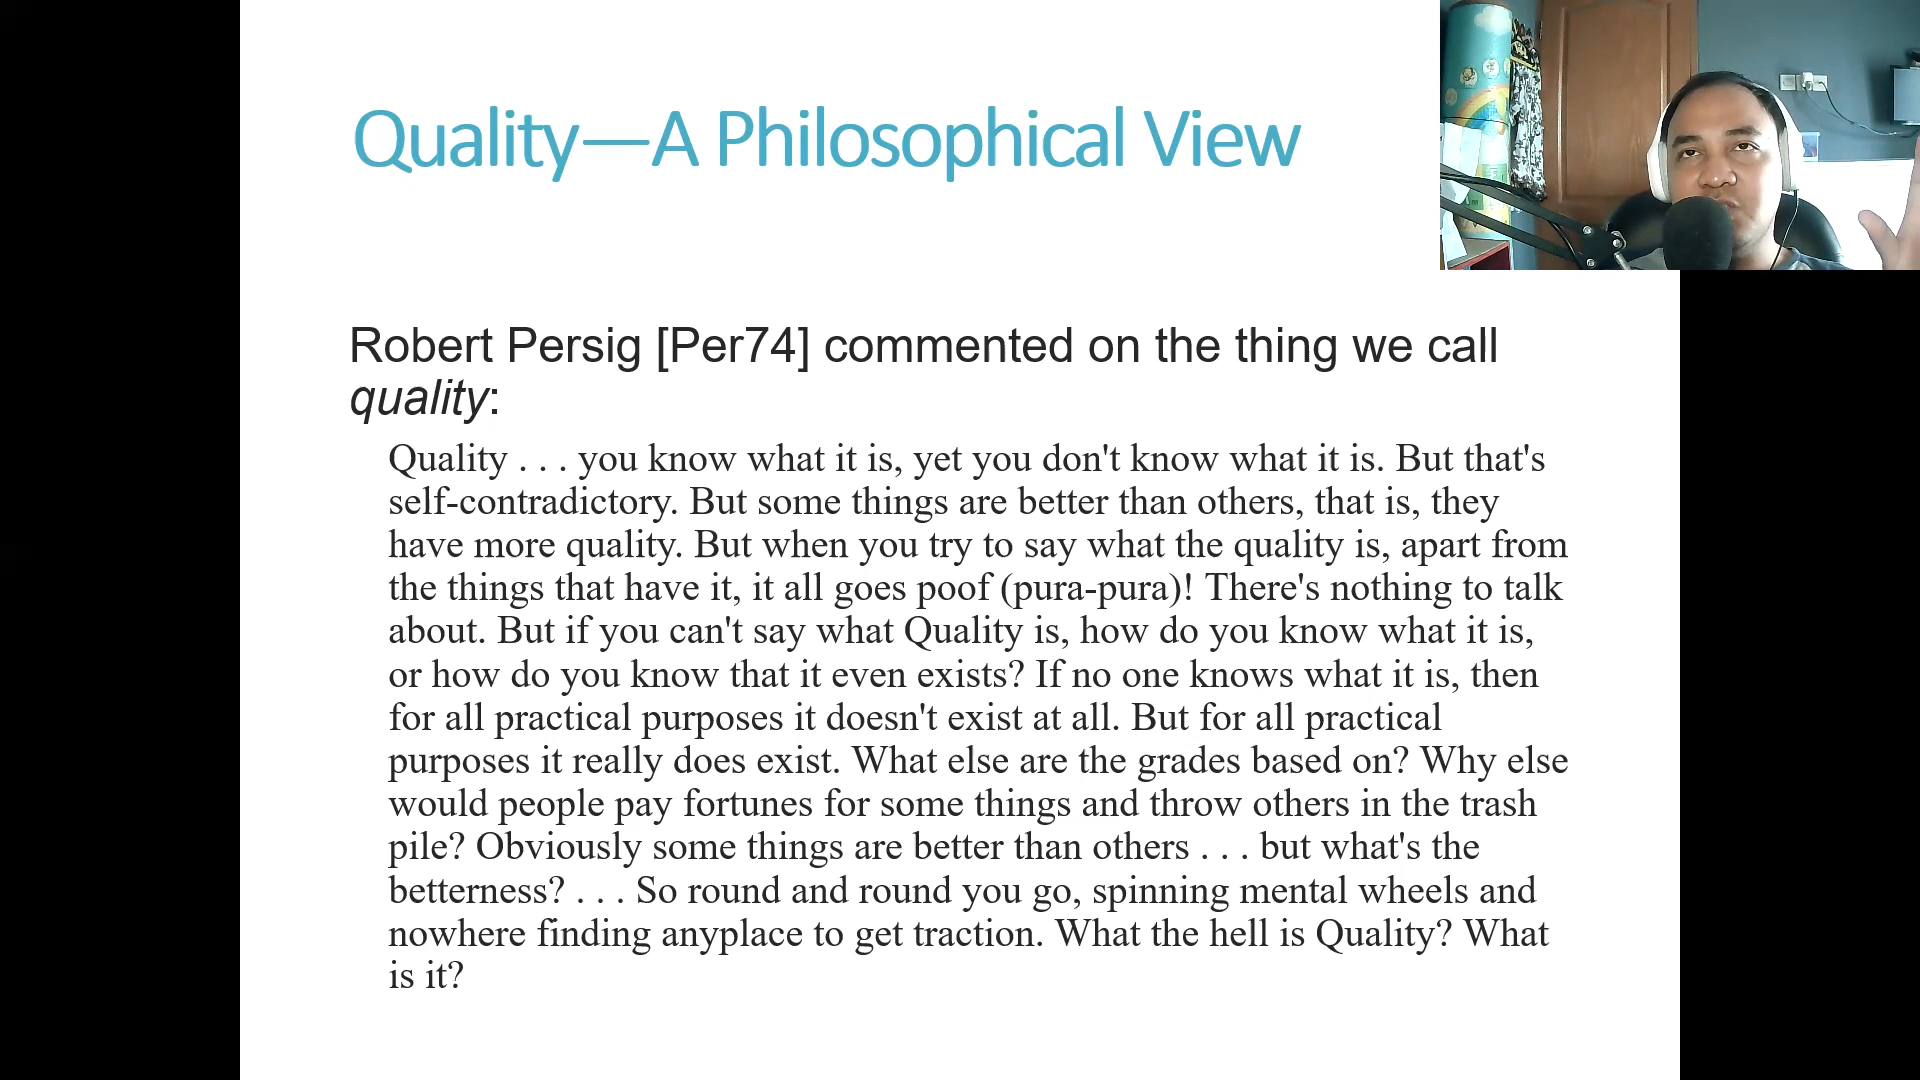 Quality—A Philosophical View
Robert Persig [Per74] commented on the thing we call
quality:
Quality . . . you know what it is, yet you don't know what it is. But that's
self-contradictory. But some things are better than others, that is, they
have more quality. But when you try to say what the quality is, apart from
the things that have it, it all goes poof (pura-pura)! There's nothing to talk
about. But if you can't say what Quality is, how do you know what it is,
or how do you know that it even exists? If no one knows what it is, then
for all practical purposes it doesn't exist at all. But for all practical
purposes it really does exist. What else are the grades based on? Why else
would people pay fortunes for some things and throw others in the trash
pile? Obviously some things are better than others . . . but what's the
betterness? . . . So round and round you go, spinning mental wheels and
nowhere finding anyplace to get traction. What the hell is Quality? What
is it?